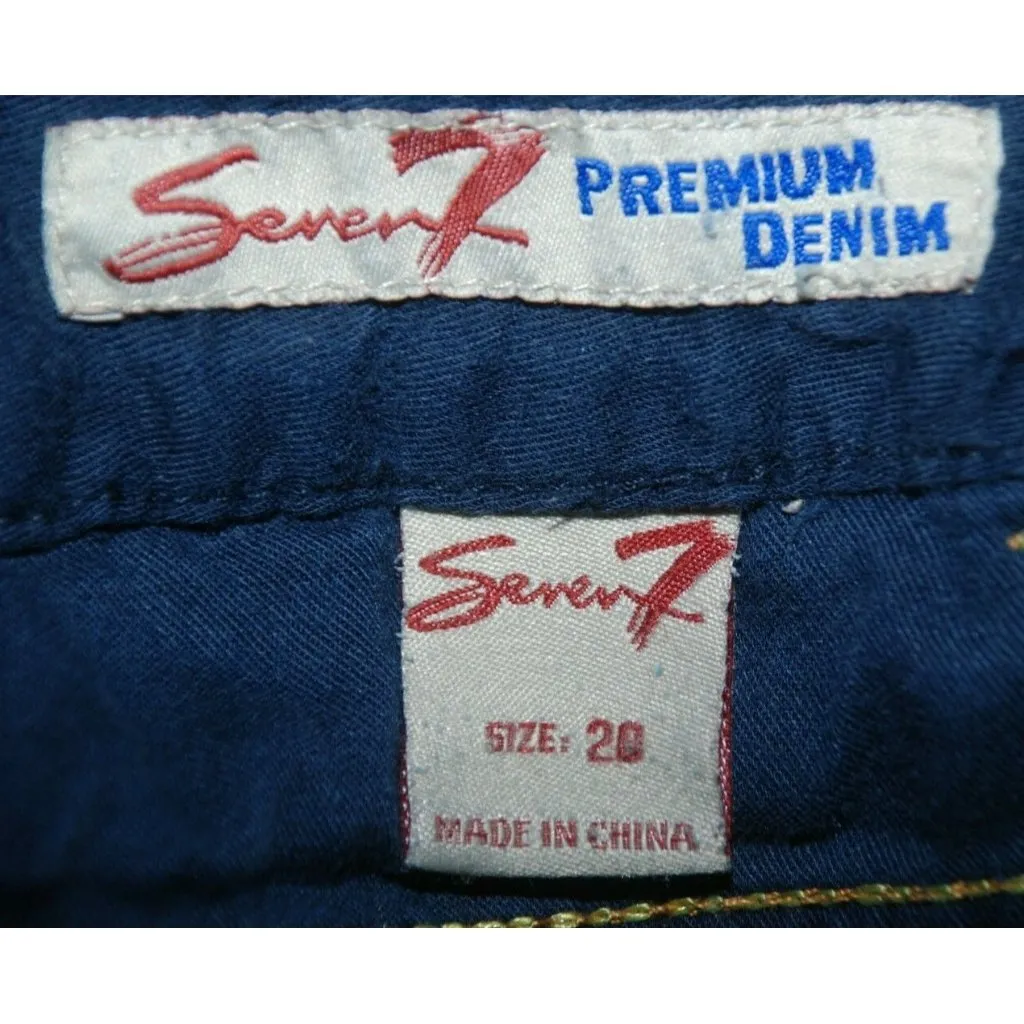 Seven7 PREMIUM
DENIM
Seven7
SIZE: 20
MADE IN CHINA